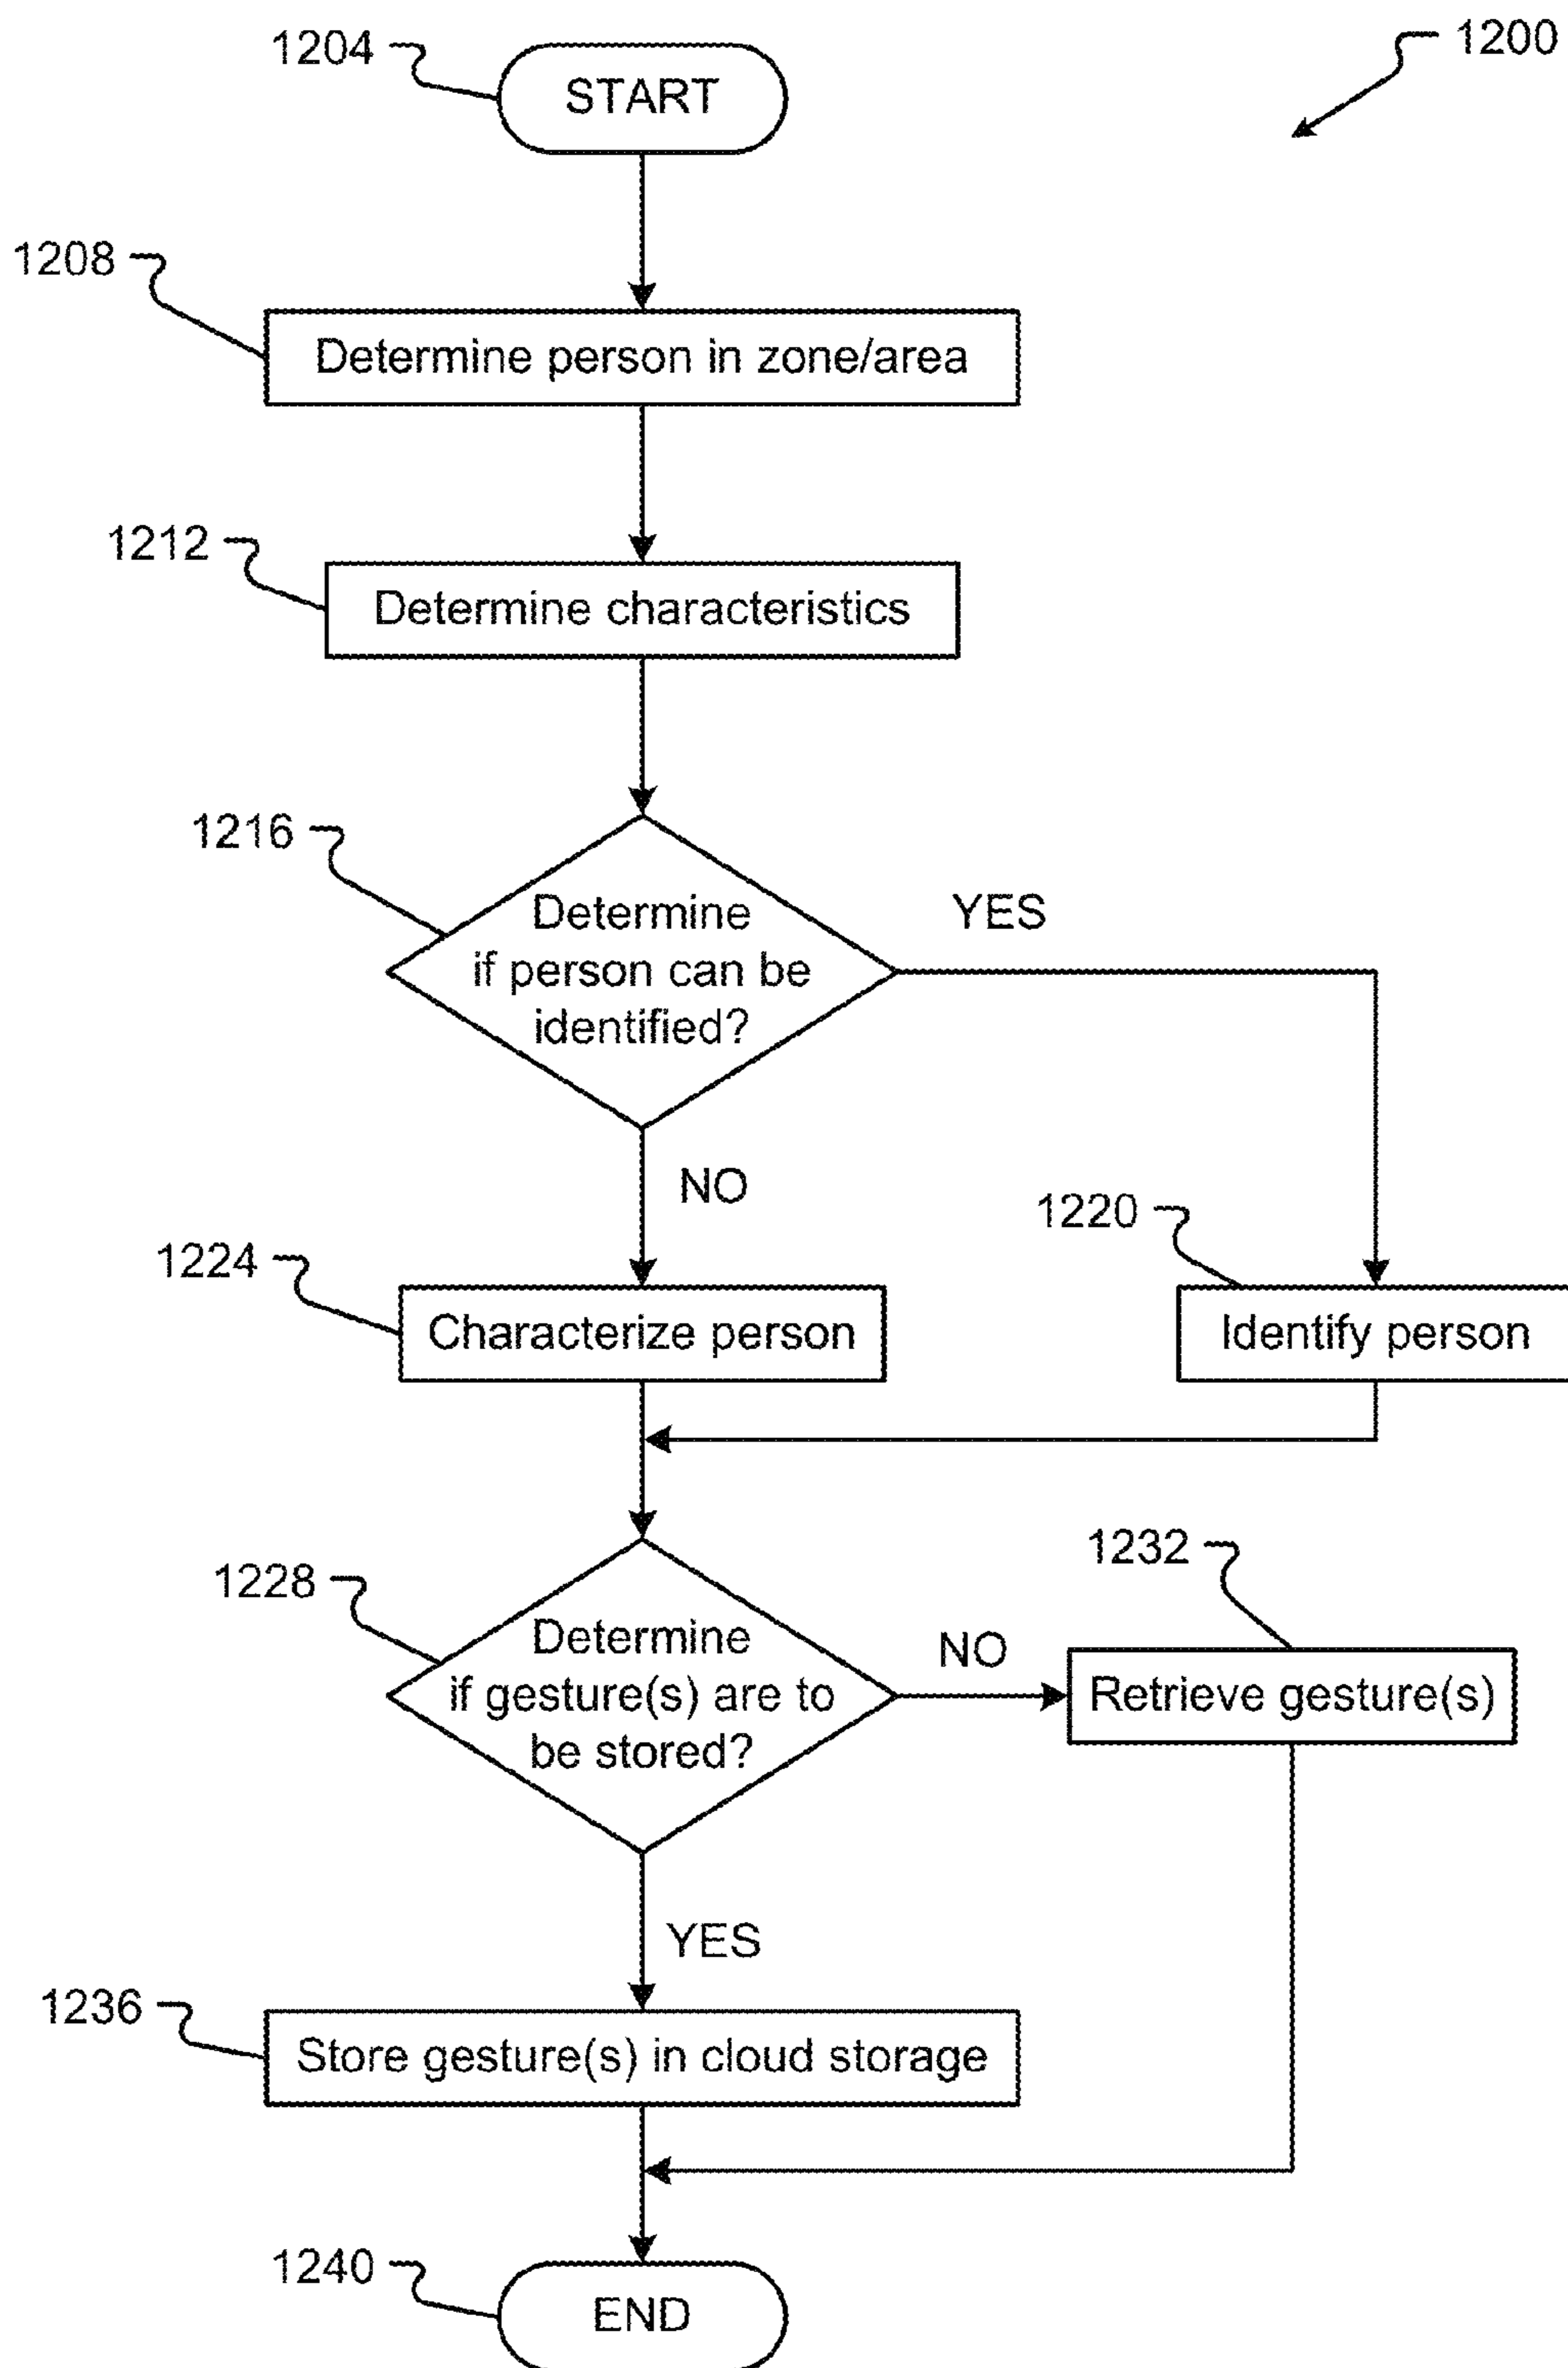 1200
1204
START
1208
Determine person in zone/area
1212
Determine characteristics
1216
Determine
if person can be
identified?
YES
NO
1220
1224
Characterize person
Identify person
1228
1232
Determine
if gesture(s) are to
be stored?
NO
Retrieve gesture(s)
YES
1236
Store gesture(s) in cloud storage
1240
END